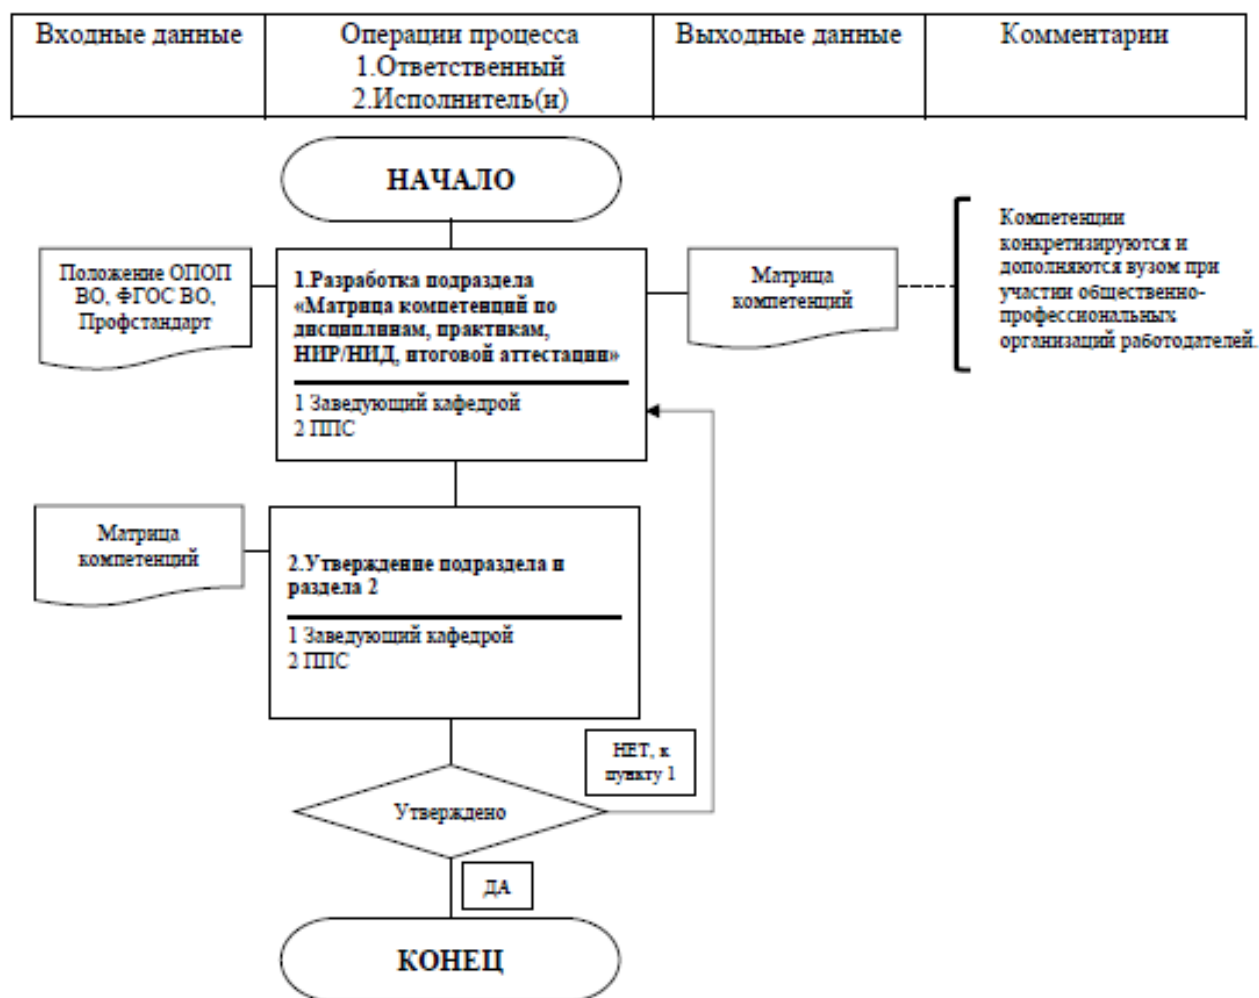 Входные данные
Операции процесса
1.Ответственный
2.Исполнитель(и)
Выходные данные
Комментарии
НАЧАЛО
Положение ОПОП
ВО, ФГОС ВО,
Профстандарт
1.Разработка подраздела
«Матрица компетенций по
дисциплинам, практикам,
НИР/НИД, итоговой аттестации»
1 Заведующий кафедрой
2 ППС
Матрица
компетенций
Компетенции
конкретизируются и
дополняются вузом при
участии общественно-
профессиональных
организаций работодателей.
Матрица
компетенций
2.Утверждение подраздела и
раздела 2
1 Заведующий кафедрой
2 ППС
НЕТ, к
пункту 1
Утверждено
ДА
КОНЕЦ